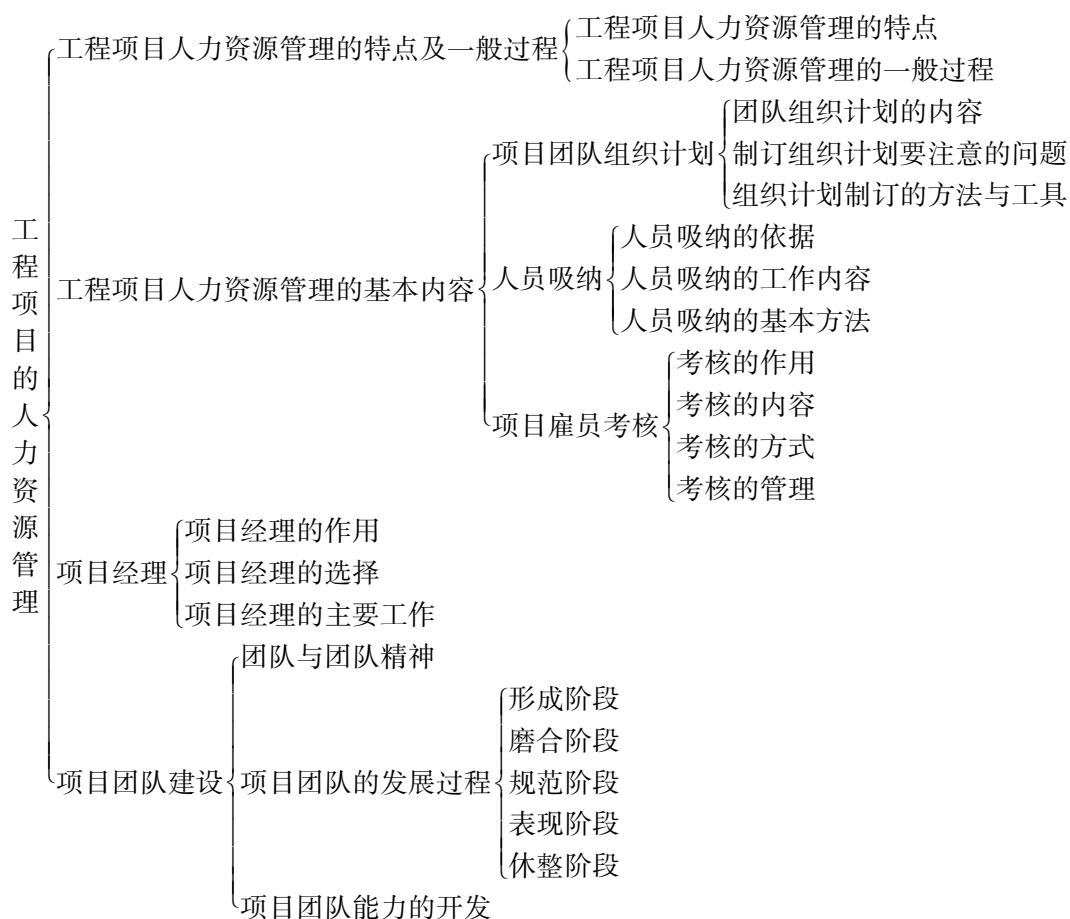 工程项目的人力资源管理
工程项目人力资源管理的特点及一般过程
工程项目人力资源管理的特点
工程项目人力资源管理的一般过程
工程项目人力资源管理的基本内容
项目团队组织计划
团队组织计划的内容
制订组织计划要注意的问题
组织计划制订的方法与工具
人员吸纳
人员吸纳的依据
人员吸纳的工作内容
人员吸纳的基本方法
项目雇员考核
考核的作用
考核的内容
考核的方式
考核的管理
项目经理
项目经理的作用
项目经理的选择
项目经理的主要工作
项目团队建设
团队与团队精神
项目团队的发展过程
形成阶段
磨合阶段
规范阶段
表现阶段
休整阶段
项目团队能力的开发